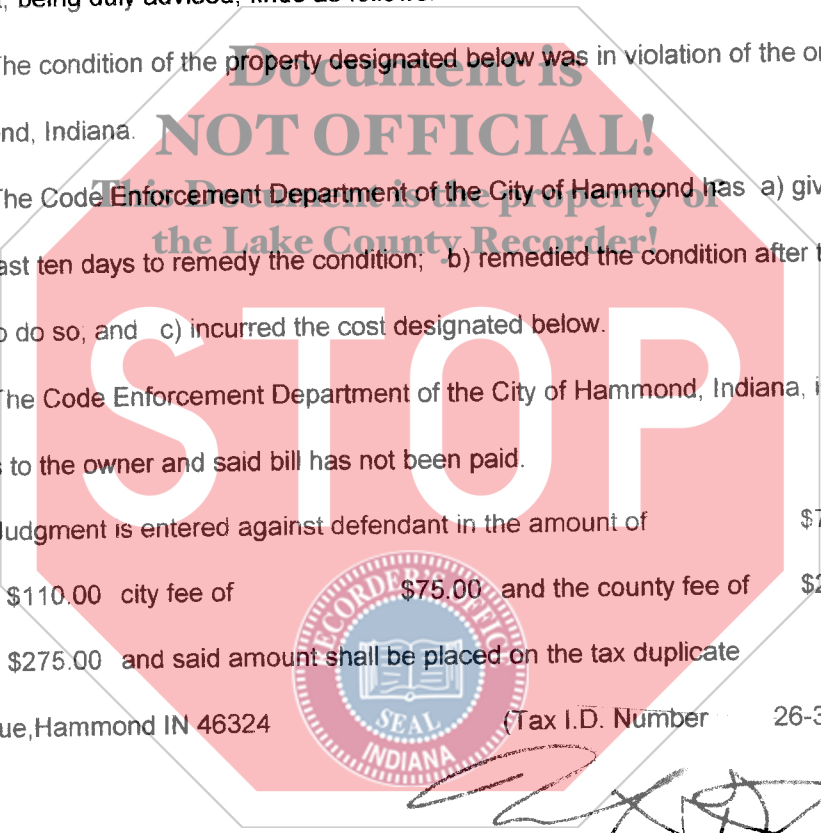 being duly advised, finds as follows:
he condition of the property designated below was in violation of the or
nd, Indiana.
he Code Enforcement Department of the City of Hammond has a) giv
ast ten days to remedy the condition; b) remedied the condition after t
o do so, and c) incurred the cost designated below.
The Code Enforcement Department of the City of Hammond, Indiana, i
s to the owner and said bill has not been paid.
Judgment is entered against defendant in the amount of $7
$110.00 city fee of $75.00 and the county fee of $2
$275.00 and said amount shall be placed on the tax duplicate
ue,Hammond IN 46324 (Tax I.D. Number 26-3
Document is
NOT OFFICIAL!
This Document is the property of
the Lake County Recorder!
STOP
RECORDER'S OFFICE
SEAL
INDIANA